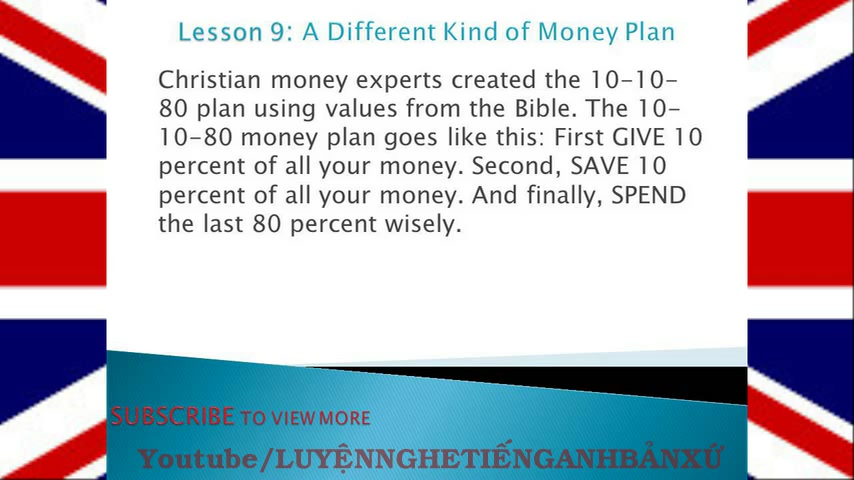 Lesson 9: A Different Kind of Money Plan
Christian money experts created the 10-10-
80 plan using values from the Bible. The 10-
10-80 money plan goes like this: First GIVE 10
percent of all your money. Second, SAVE 10
percent of all your money. And finally, SPEND
the last 80 percent wisely.
SUBSCRIBE TO VIEW MORE
Youtube/LUYỆNNGHETIẾNGANHBẢNXỨ